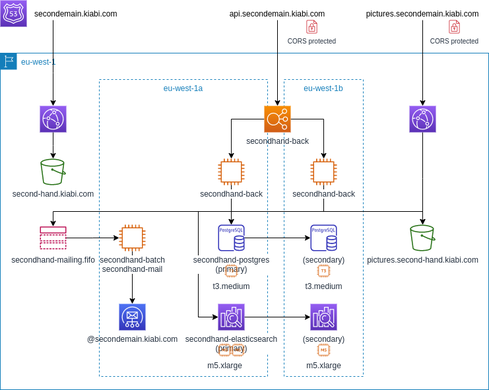 53
secondemain.kiabi.com
api.secondemain.kiabi.com
pictures.secondemain.kiabi.com
CORS protected
CORS protected
eu-west-1
eu-west-1a
eu-west-1b
secondhand-back
second-hand.kiabi.com
secondhand-back
secondhand-back
PostgreSQL
PostgreSQL
secondhand-mailing.fifo
secondhand-batch
secondhand-mail
secondhand-postgres
(primary)
(secondary)
pictures.second-hand.kiabi.com
T3
t3.medium
t3.medium
@secondemain.kiabi.com
secondhand-elasticsearch
(primary)
(secondary)
m5.xlarge
m5.xlarge